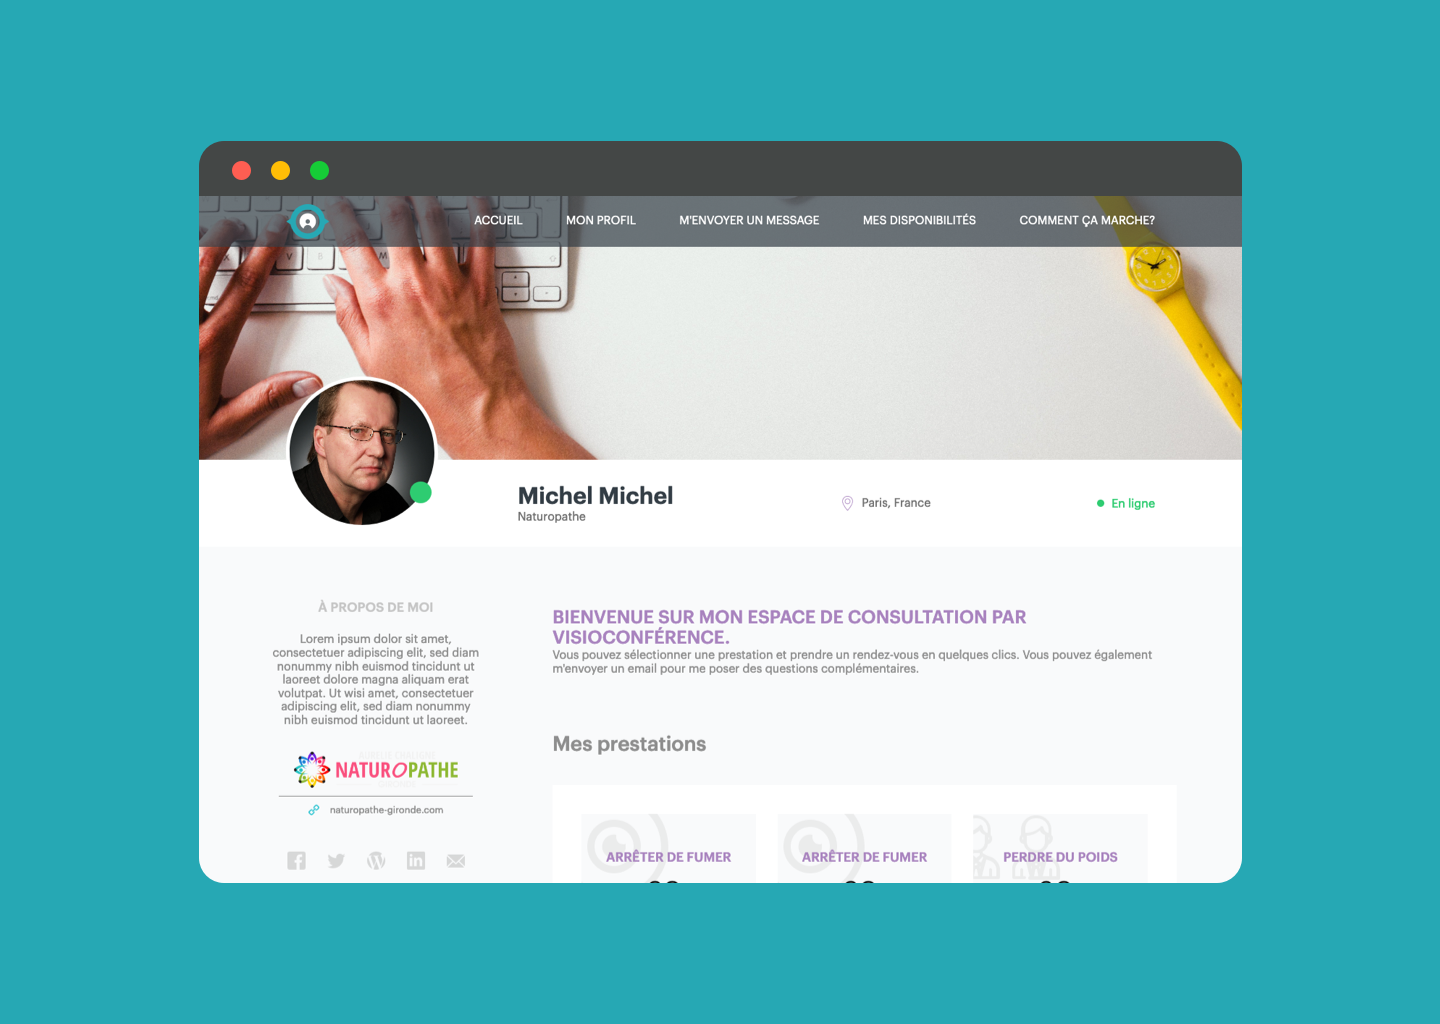 ACCUEIL
MON PROFIL
M'ENVOYER UN MESSAGE
MES DISPONIBILITÉS
COMMENT ÇA MARCHE?
Michel Michel
Naturopathe
Paris, France
En ligne
À PROPOS DE MOI
Lorem ipsum dolor sit amet,
consectetuer adipiscing elit, sed diam
nonummy nibh euismod tincidunt ut
laoreet dolore magna aliquam erat
volutpat. Ut wisi amet, consectetuer
adipiscing elit, sed diam nonummy
nibh euismod tincidunt ut laoreet.
NATUROPATHE
naturopathe-gironde.com
BIENVENUE SUR MON ESPACE DE CONSULTATION PAR
VISIOCONFÉRENCE.
Vous pouvez sélectionner une prestation et prendre un rendez-vous en quelques clics. Vous pouvez également
m'envoyer un email pour me poser des questions complémentaires.
Mes prestations
ARRÊTER DE FUMER
ARRÊTER DE FUMER
PERDRE DU POIDS